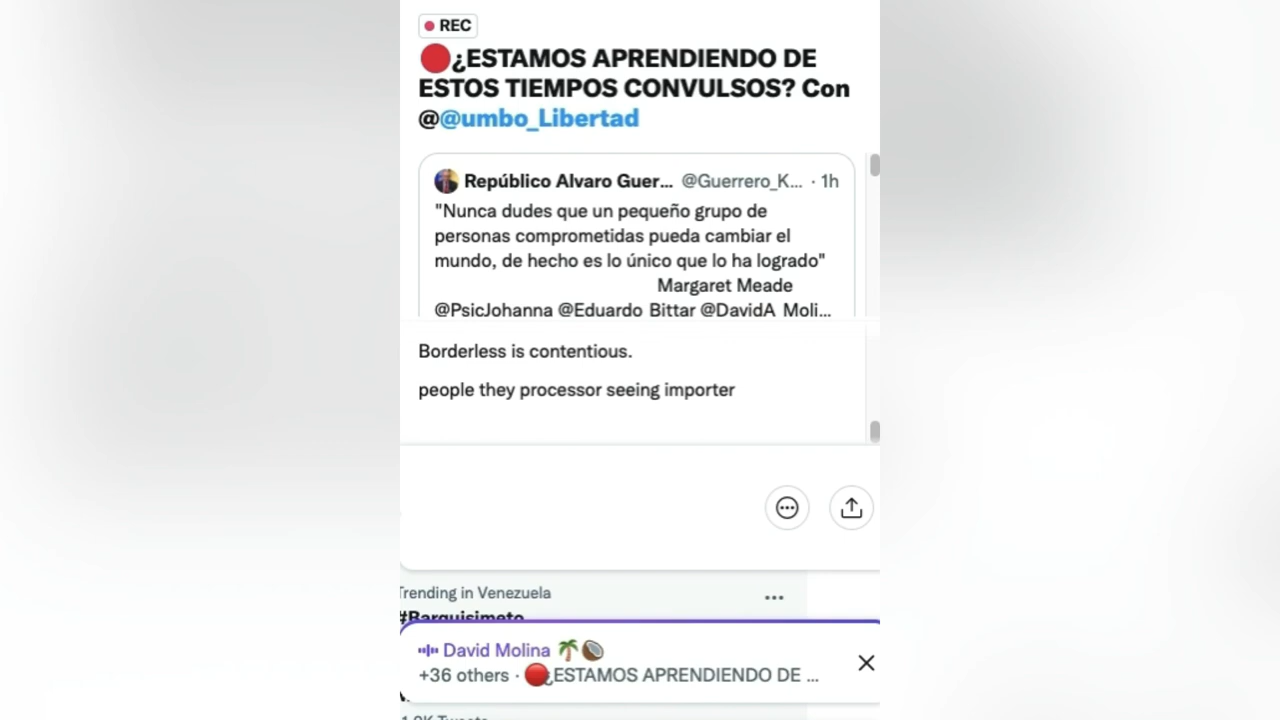 REC
¿ESTAMOS APRENDIENDO DE
ESTOS TIEMPOS CONVULSOS? Con
@@umbo_Libertad
Repúblico Alvaro Guer... @Guerrero_K... · 1h
"Nunca dudes que un pequeño grupo de
personas comprometidas pueda cambiar el
mundo, de hecho es lo único que lo ha logrado"
Margaret Meade
@PsicJohanna @Eduardo_Bittar @DavidA_Moli...
Borderless is contentious.
people they processor seeing importer
Trending in Venezuela
#Barquisimeto
David Molina
+36 others · ¿ESTAMOS APRENDIENDO DE ...
Tweets